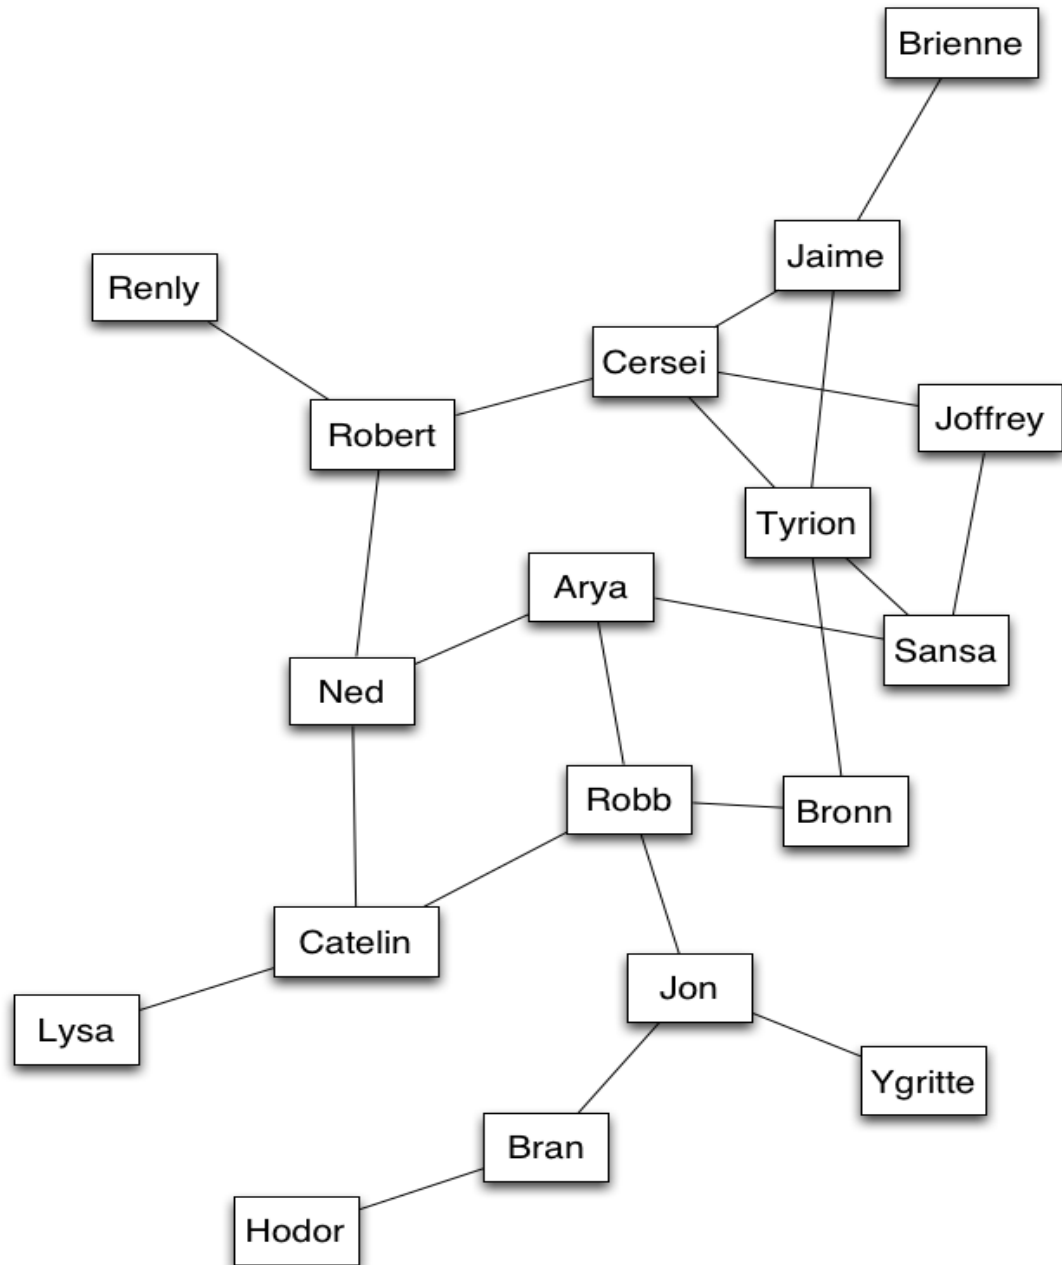 Brienne
Jaime
Renly
Cersei
Joffrey
Robert
Tyrion
Arya
Sansa
Ned
Robb
Bronn
Catelin
Jon
Lysa
Ygritte
Bran
Hodor